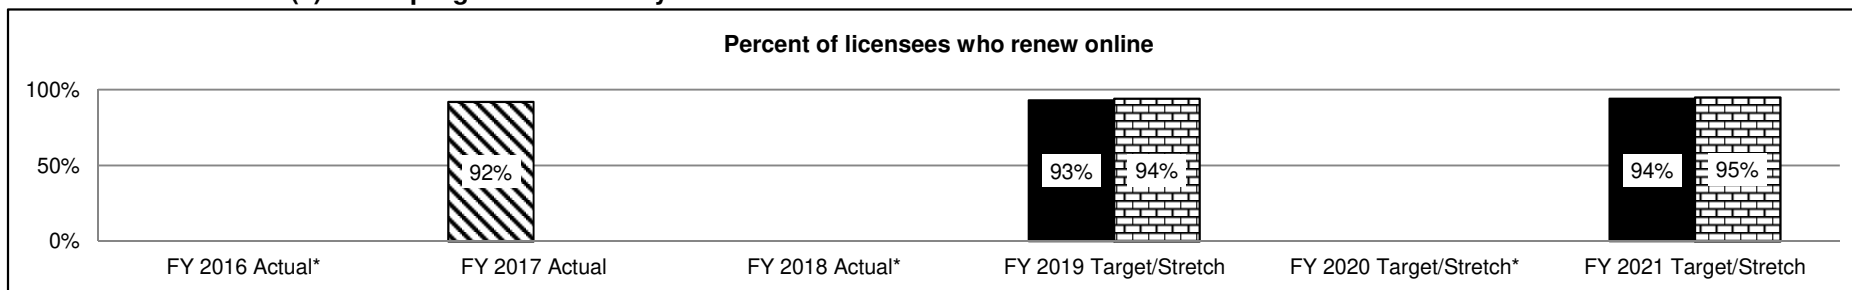 Percent of licensees who renew online
100%
50%
0%
92%
93%
94%
94%
95%
FY 2016 Actual*
FY 2017 Actual
FY 2018 Actual*
FY 2019 Target/Stretch
FY 2020 Target/Stretch*
FY 2021 Target/Stretch